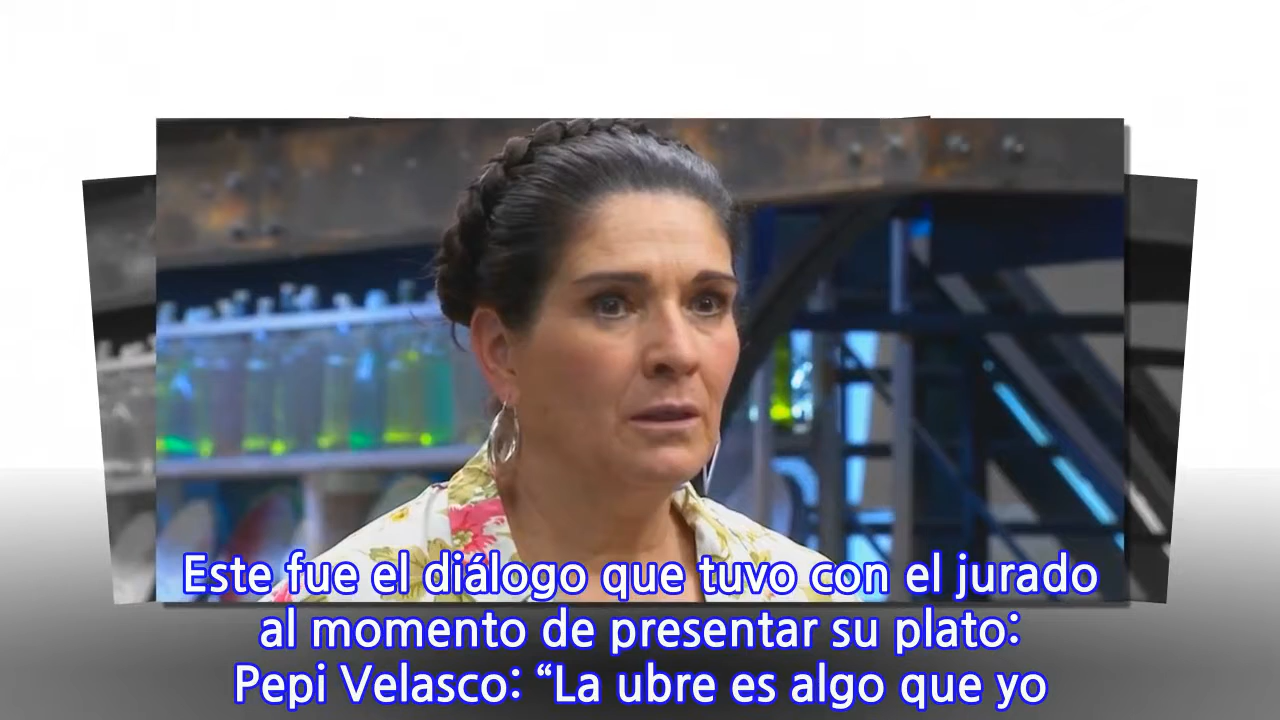 Este fue el diálogo que tuvo con el jurado
al momento de presentar su plato:
Pepi Velasco: “La ubre es algo que yo